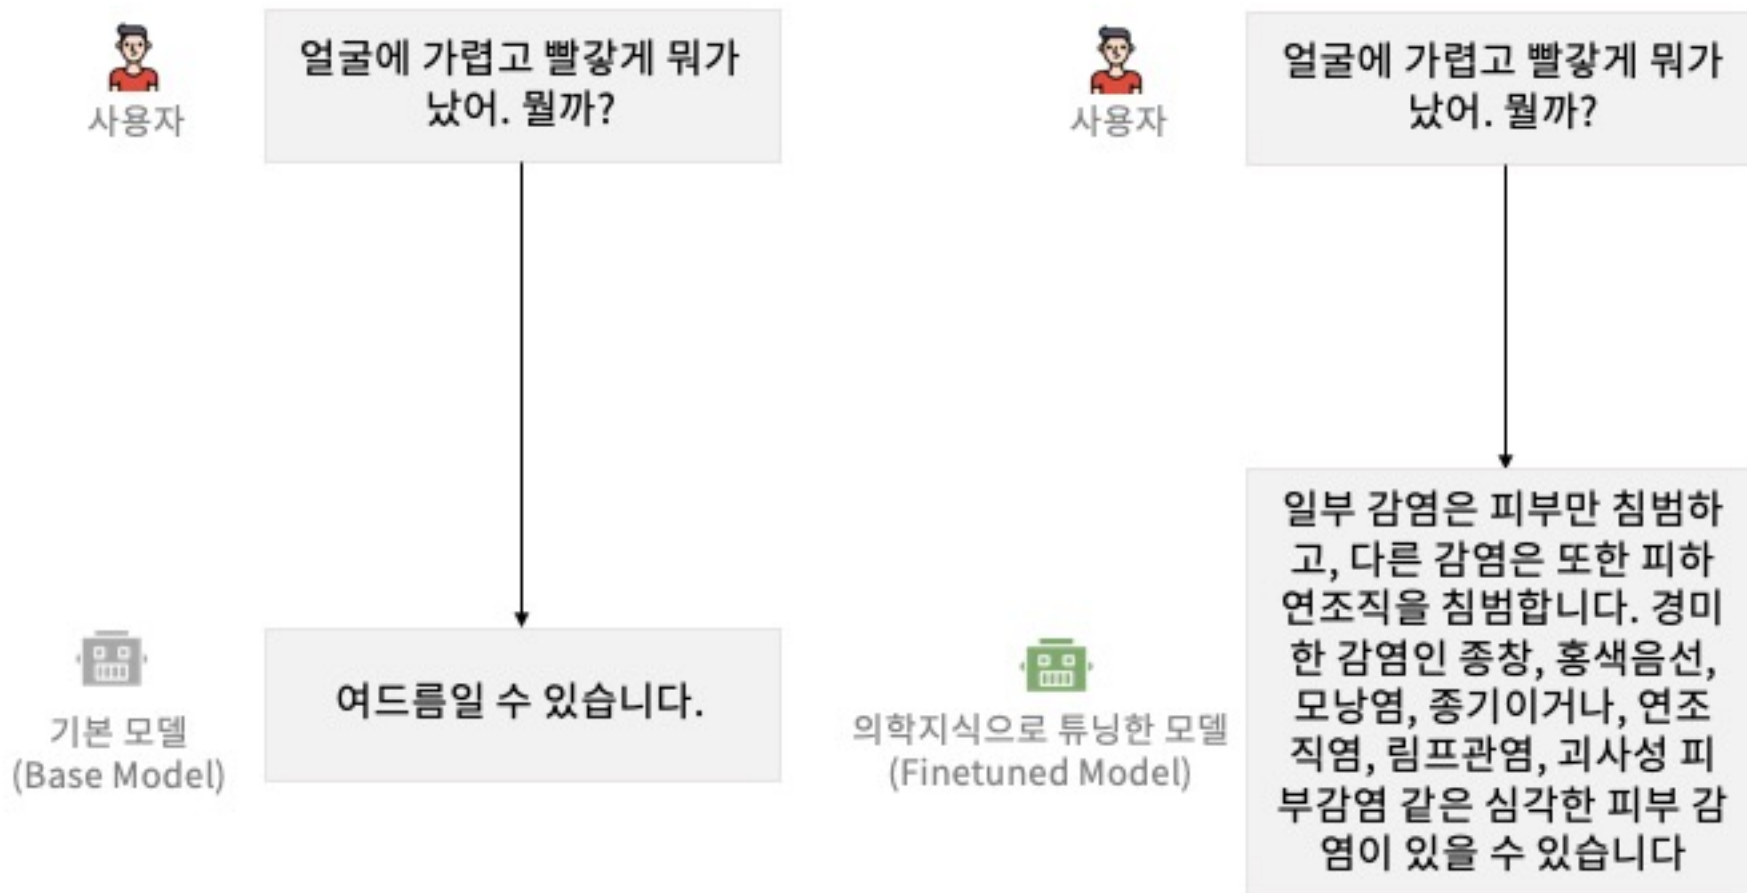 얼굴에 가렵고 빨갛게 뭐가
났어. 뭘까?
사용자
여드름일 수 있습니다.
기본 모델
(Base Model)
얼굴에 가렵고 빨갛게 뭐가
났어. 뭘까?
사용자
일부 감염은 피부만 침범하
고, 다른 감염은 또한 피하
연조직을 침범합니다. 경미
한 감염인 종창, 홍색음선,
모낭염, 종기이거나, 연조
직염, 림프관염, 괴사성 피
부감염 같은 심각한 피부 감
염이 있을 수 있습니다
의학지식으로 튜닝한 모델
(Finetuned Model)